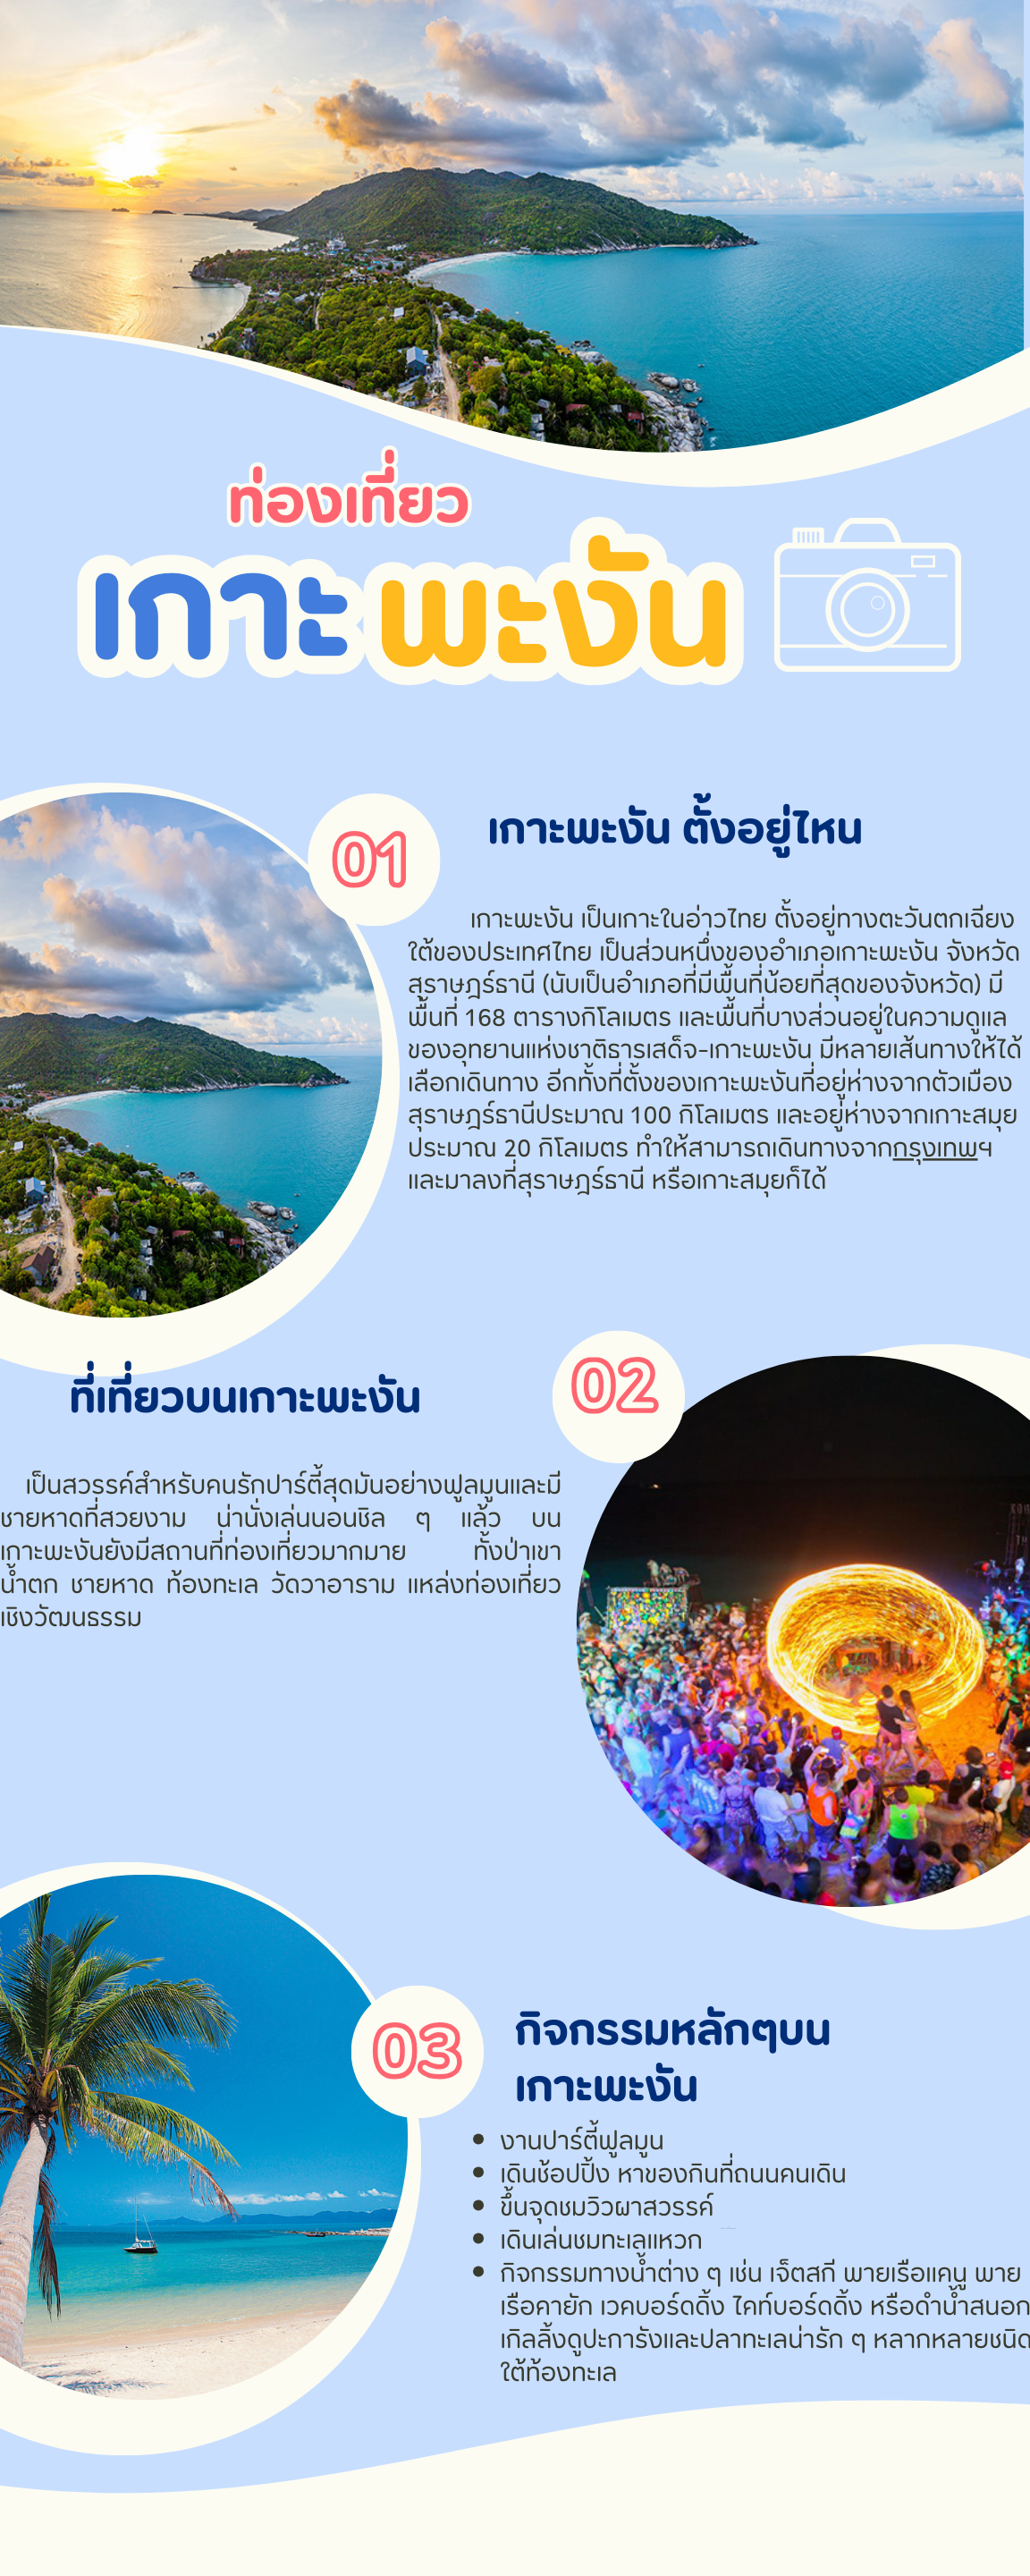 ท่องเที่ยว
เกาะพะงัน
01
เกาะพะงัน ตั้งอยู่ไหน
เกาะพะงัน เป็นเกาะในอ่าวไทย ตั้งอยู่ทางตะวันตกเฉียง
ใต้ของประเทศไทย เป็นส่วนหนึ่งของอำเภอเกาะพะงัน จังหวัด
สุราษฎร์ธานี (นับเป็นอำเภอที่มีพื้นที่น้อยที่สุดของจังหวัด) มี
พื้นที่ 168 ตารางกิโลเมตร และพื้นที่บางส่วนอยู่ในความดูแล
ของอุทยานแห่งชาติธารเสด็จ-เกาะพะงัน มีหลายเส้นทางให้ได้
เลือกเดินทาง อีกทั้งที่ตั้งของเกาะพะงันที่อยู่ห่างจากตัวเมือง
สุราษฎร์ธานีประมาณ 100 กิโลเมตร และอยู่ห่างจากเกาะสมุย
ประมาณ 20 กิโลเมตร ทำให้สามารถเดินทางจากกรุงเทพฯ
และมาลงที่สุราษฎร์ธานี หรือเกาะสมุยก็ได้
02
ที่เที่ยวบนเกาะพะงัน
เป็นสวรรค์สำหรับคนรักปาร์ตี้สุดมันอย่างฟูลมูนและมี
ชายหาดที่สวยงาม น่านั่งเล่นนอนชิล ๆ แล้ว บน
เกาะพะงันยังมีสถานที่ท่องเที่ยวมากมาย ทั้งป่าเขา
น้ำตก ชายหาด ท้องทะเล วัดวาอาราม แหล่งท่องเที่ยว
เชิงวัฒนธรรม
03
กิจกรรมหลักๆบน
เกาะพะงัน
• งานปาร์ตี้ฟูลมูน
• เดินช้อปปิ้ง หาของกินที่ถนนคนเดิน
• ขึ้นจุดชมวิวผาสวรรค์
• เดินเล่นชมทะเลแหวก
• กิจกรรมทางน้ำต่าง ๆ เช่น เจ็ตสกี พายเรือแคนู พาย
เรือคายัก เวคบอร์ดดิ้ง ไคท์บอร์ดดิ้ง หรือดำน้ำสนอก
เกิลลิ้งดูปะการังและปลาทะเลน่ารัก ๆ หลากหลายชนิด
ใต้ท้องทะเล